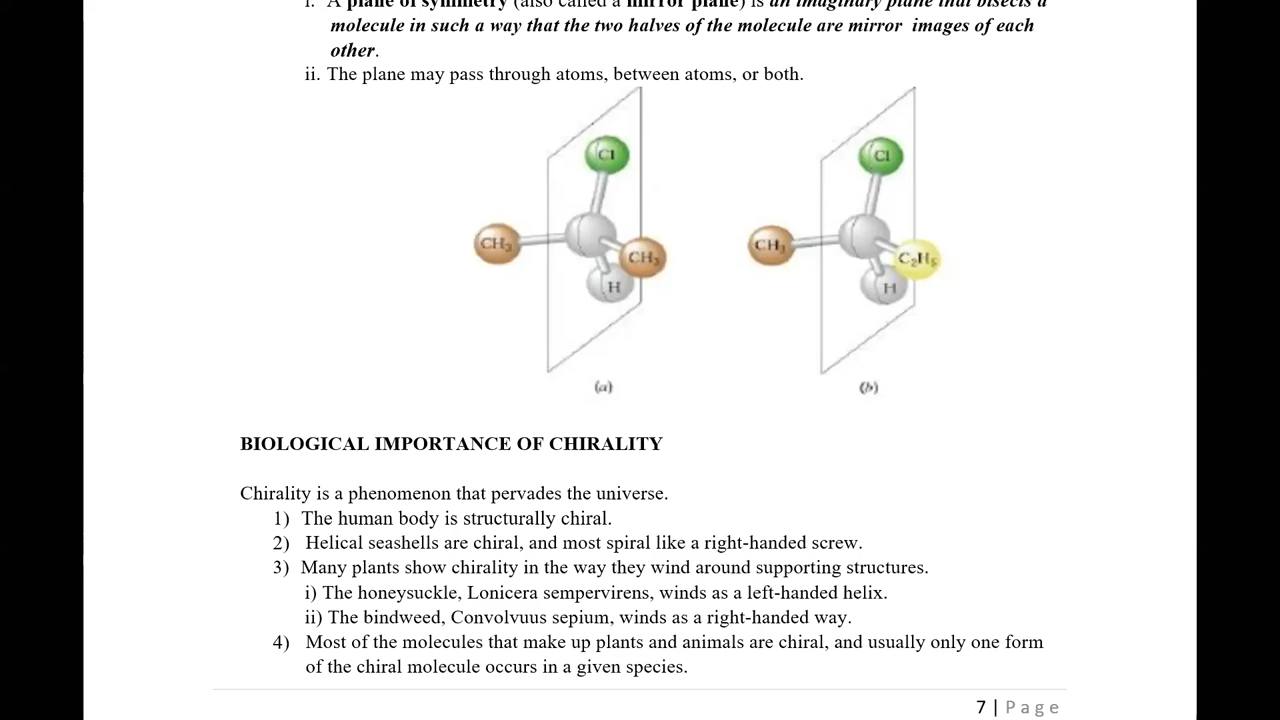 i. A plane of symmetry (also called a mirror plane) is an imaginary plane that bisects a
molecule in such a way that the two halves of the molecule are mirror images of each
other.
ii. The plane may pass through atoms, between atoms, or both.
Cl Cl
CH3 CH3
CH3 C2H5
H H
(a) (b)
BIOLOGICAL IMPORTANCE OF CHIRALITY
Chirality is a phenomenon that pervades the universe.
1) The human body is structurally chiral.
2) Helical seashells are chiral, and most spiral like a right-handed screw.
3) Many plants show chirality in the way they wind around supporting structures.
i) The honeysuckle, Lonicera sempervirens, winds as a left-handed helix.
ii) The bindweed, Convolvuus sepium, winds as a right-handed way.
4) Most of the molecules that make up plants and animals are chiral, and usually only one form
of the chiral molecule occurs in a given species.
7 | Page